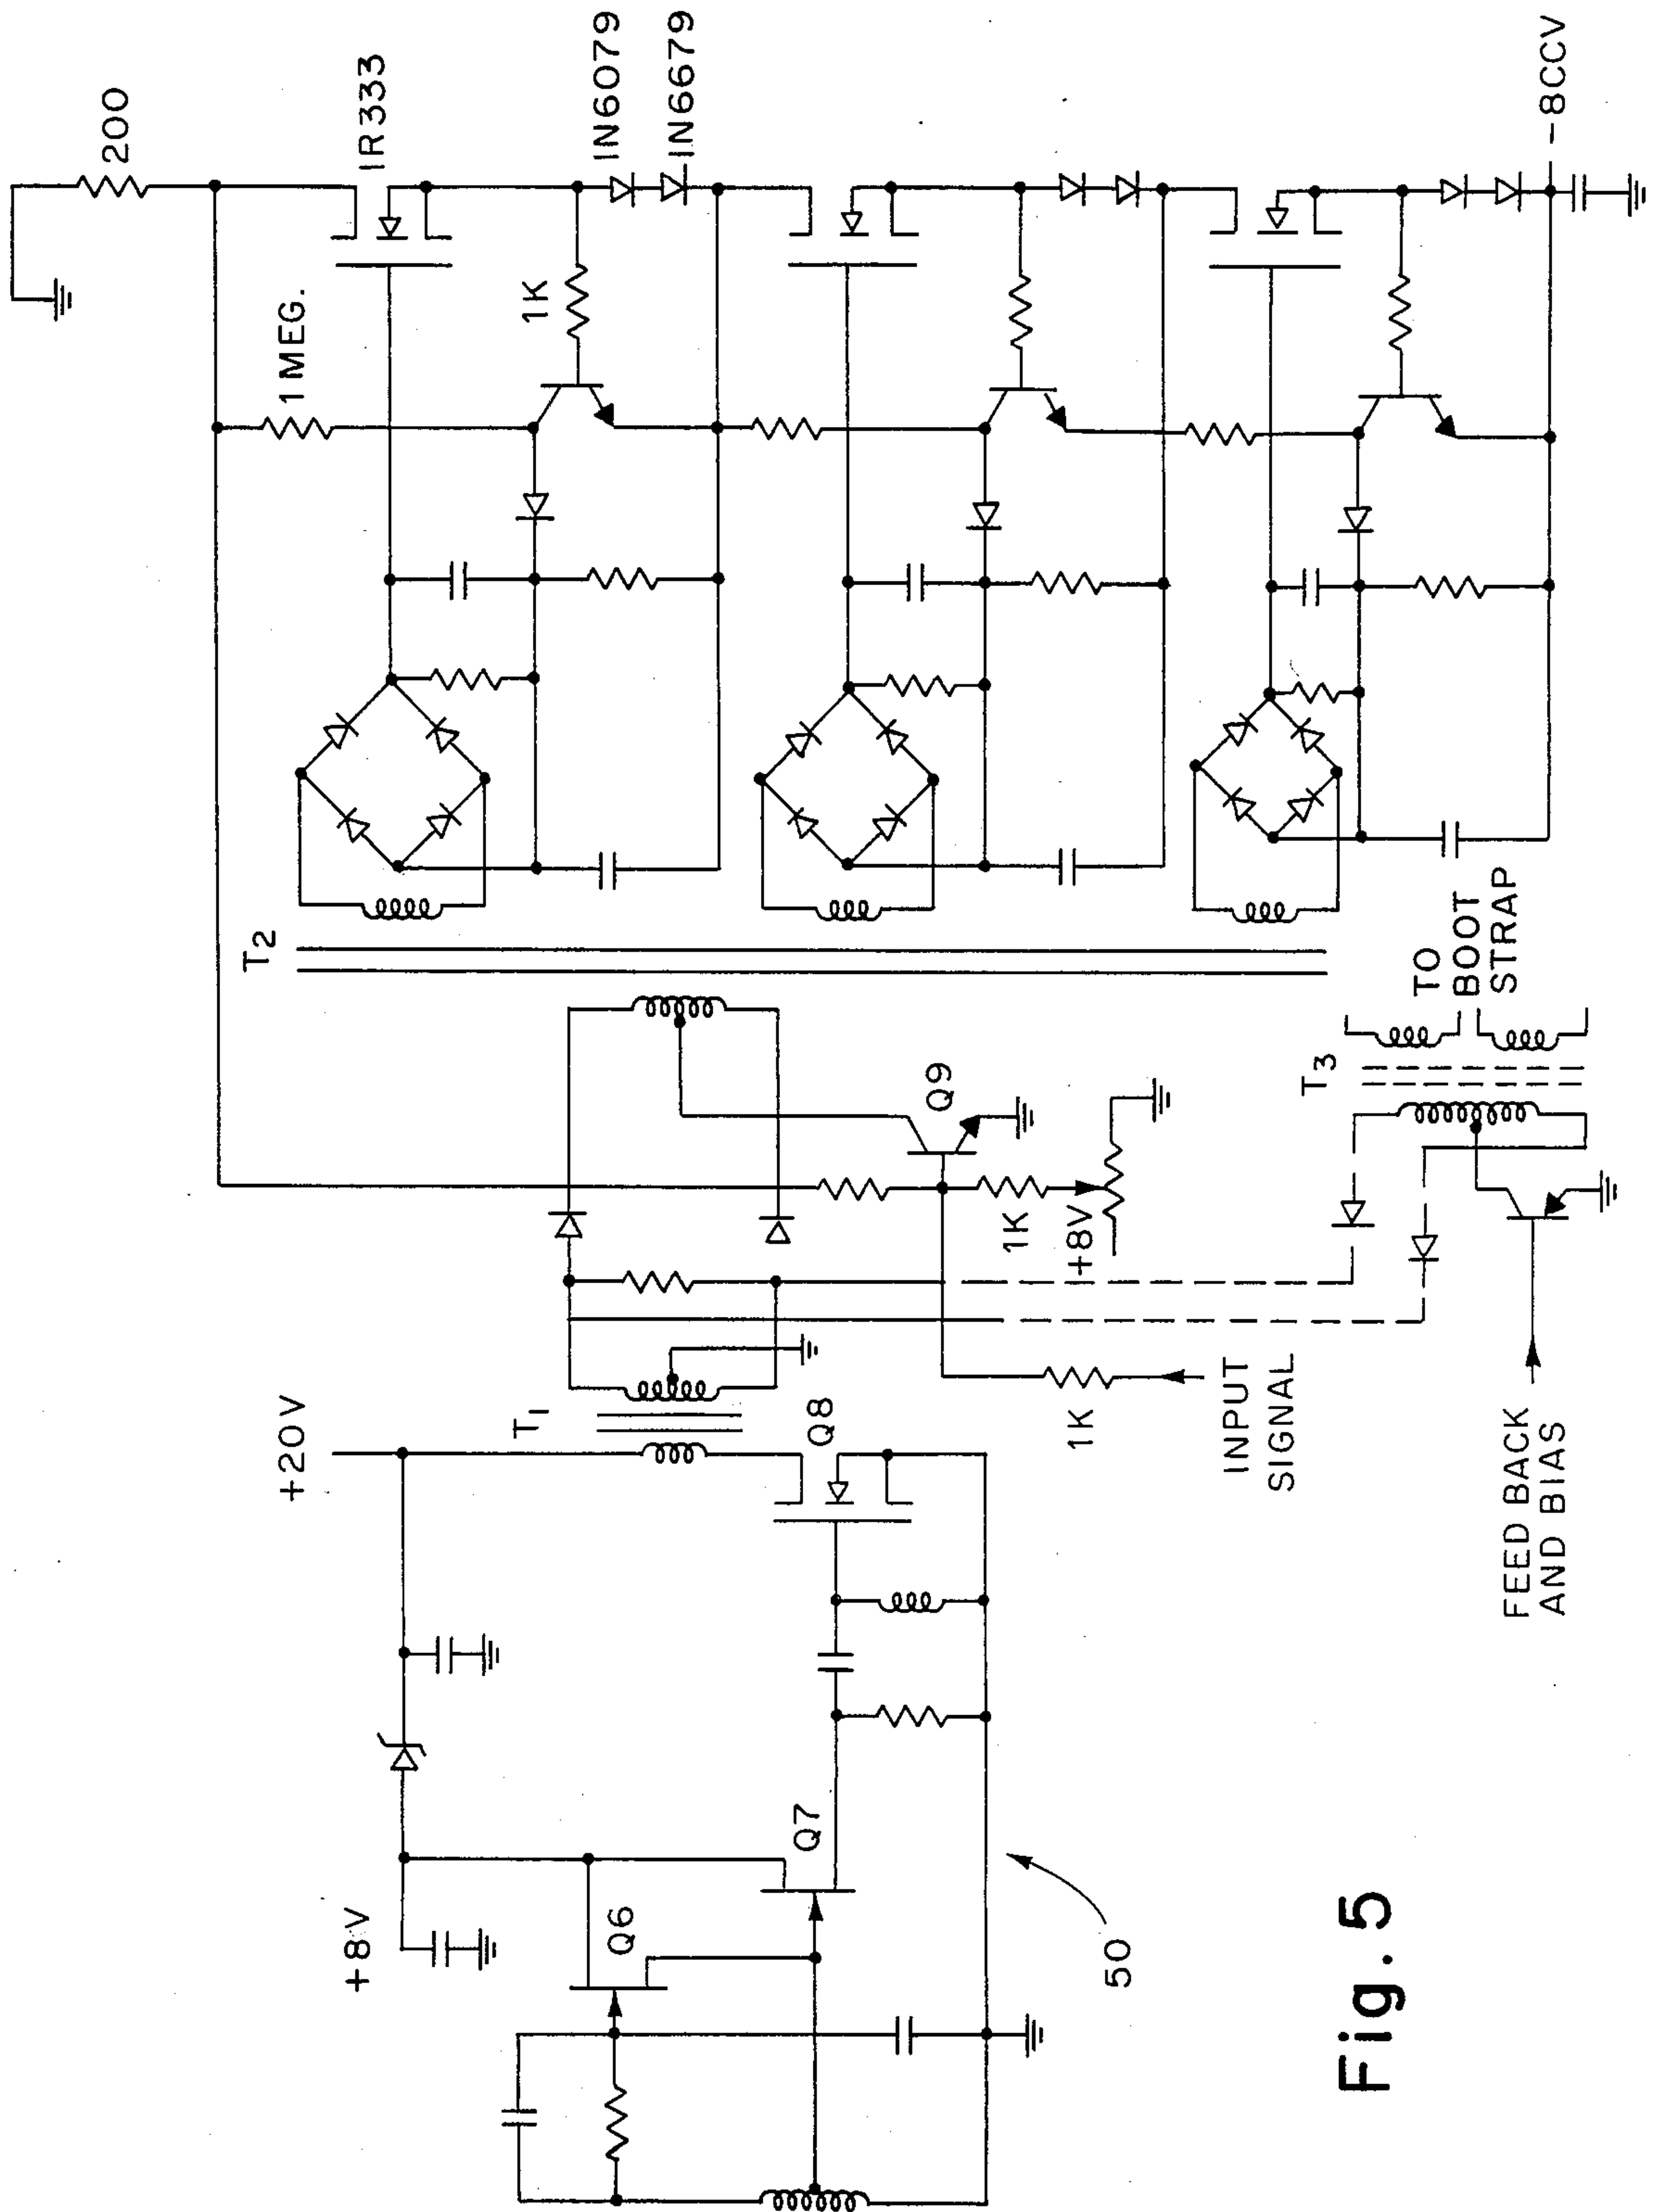 200
IR333
1 MEG.
1K
IN6079
IN6679
T2
+20V
T1
Q8
+8V
Q6
Q7
Q9
1K
+8V
1K
INPUT
SIGNAL
T3
TO
BOOT
STRAP
-8CCV
FEED BACK
AND BIAS
50
Fig. 5